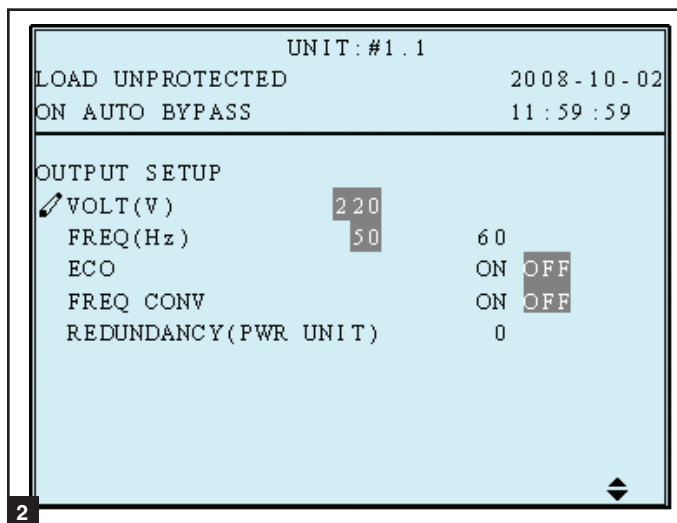 UNIT:#1.1
LOAD UNPROTECTED 2008-10-02
ON AUTO BYPASS 11:59:59
OUTPUT SETUP
VOLT(V) 220
FREQ(Hz) 50 60
ECO ON OFF
FREQ CONV ON OFF
REDUNDANCY(PWR UNIT) 0
2